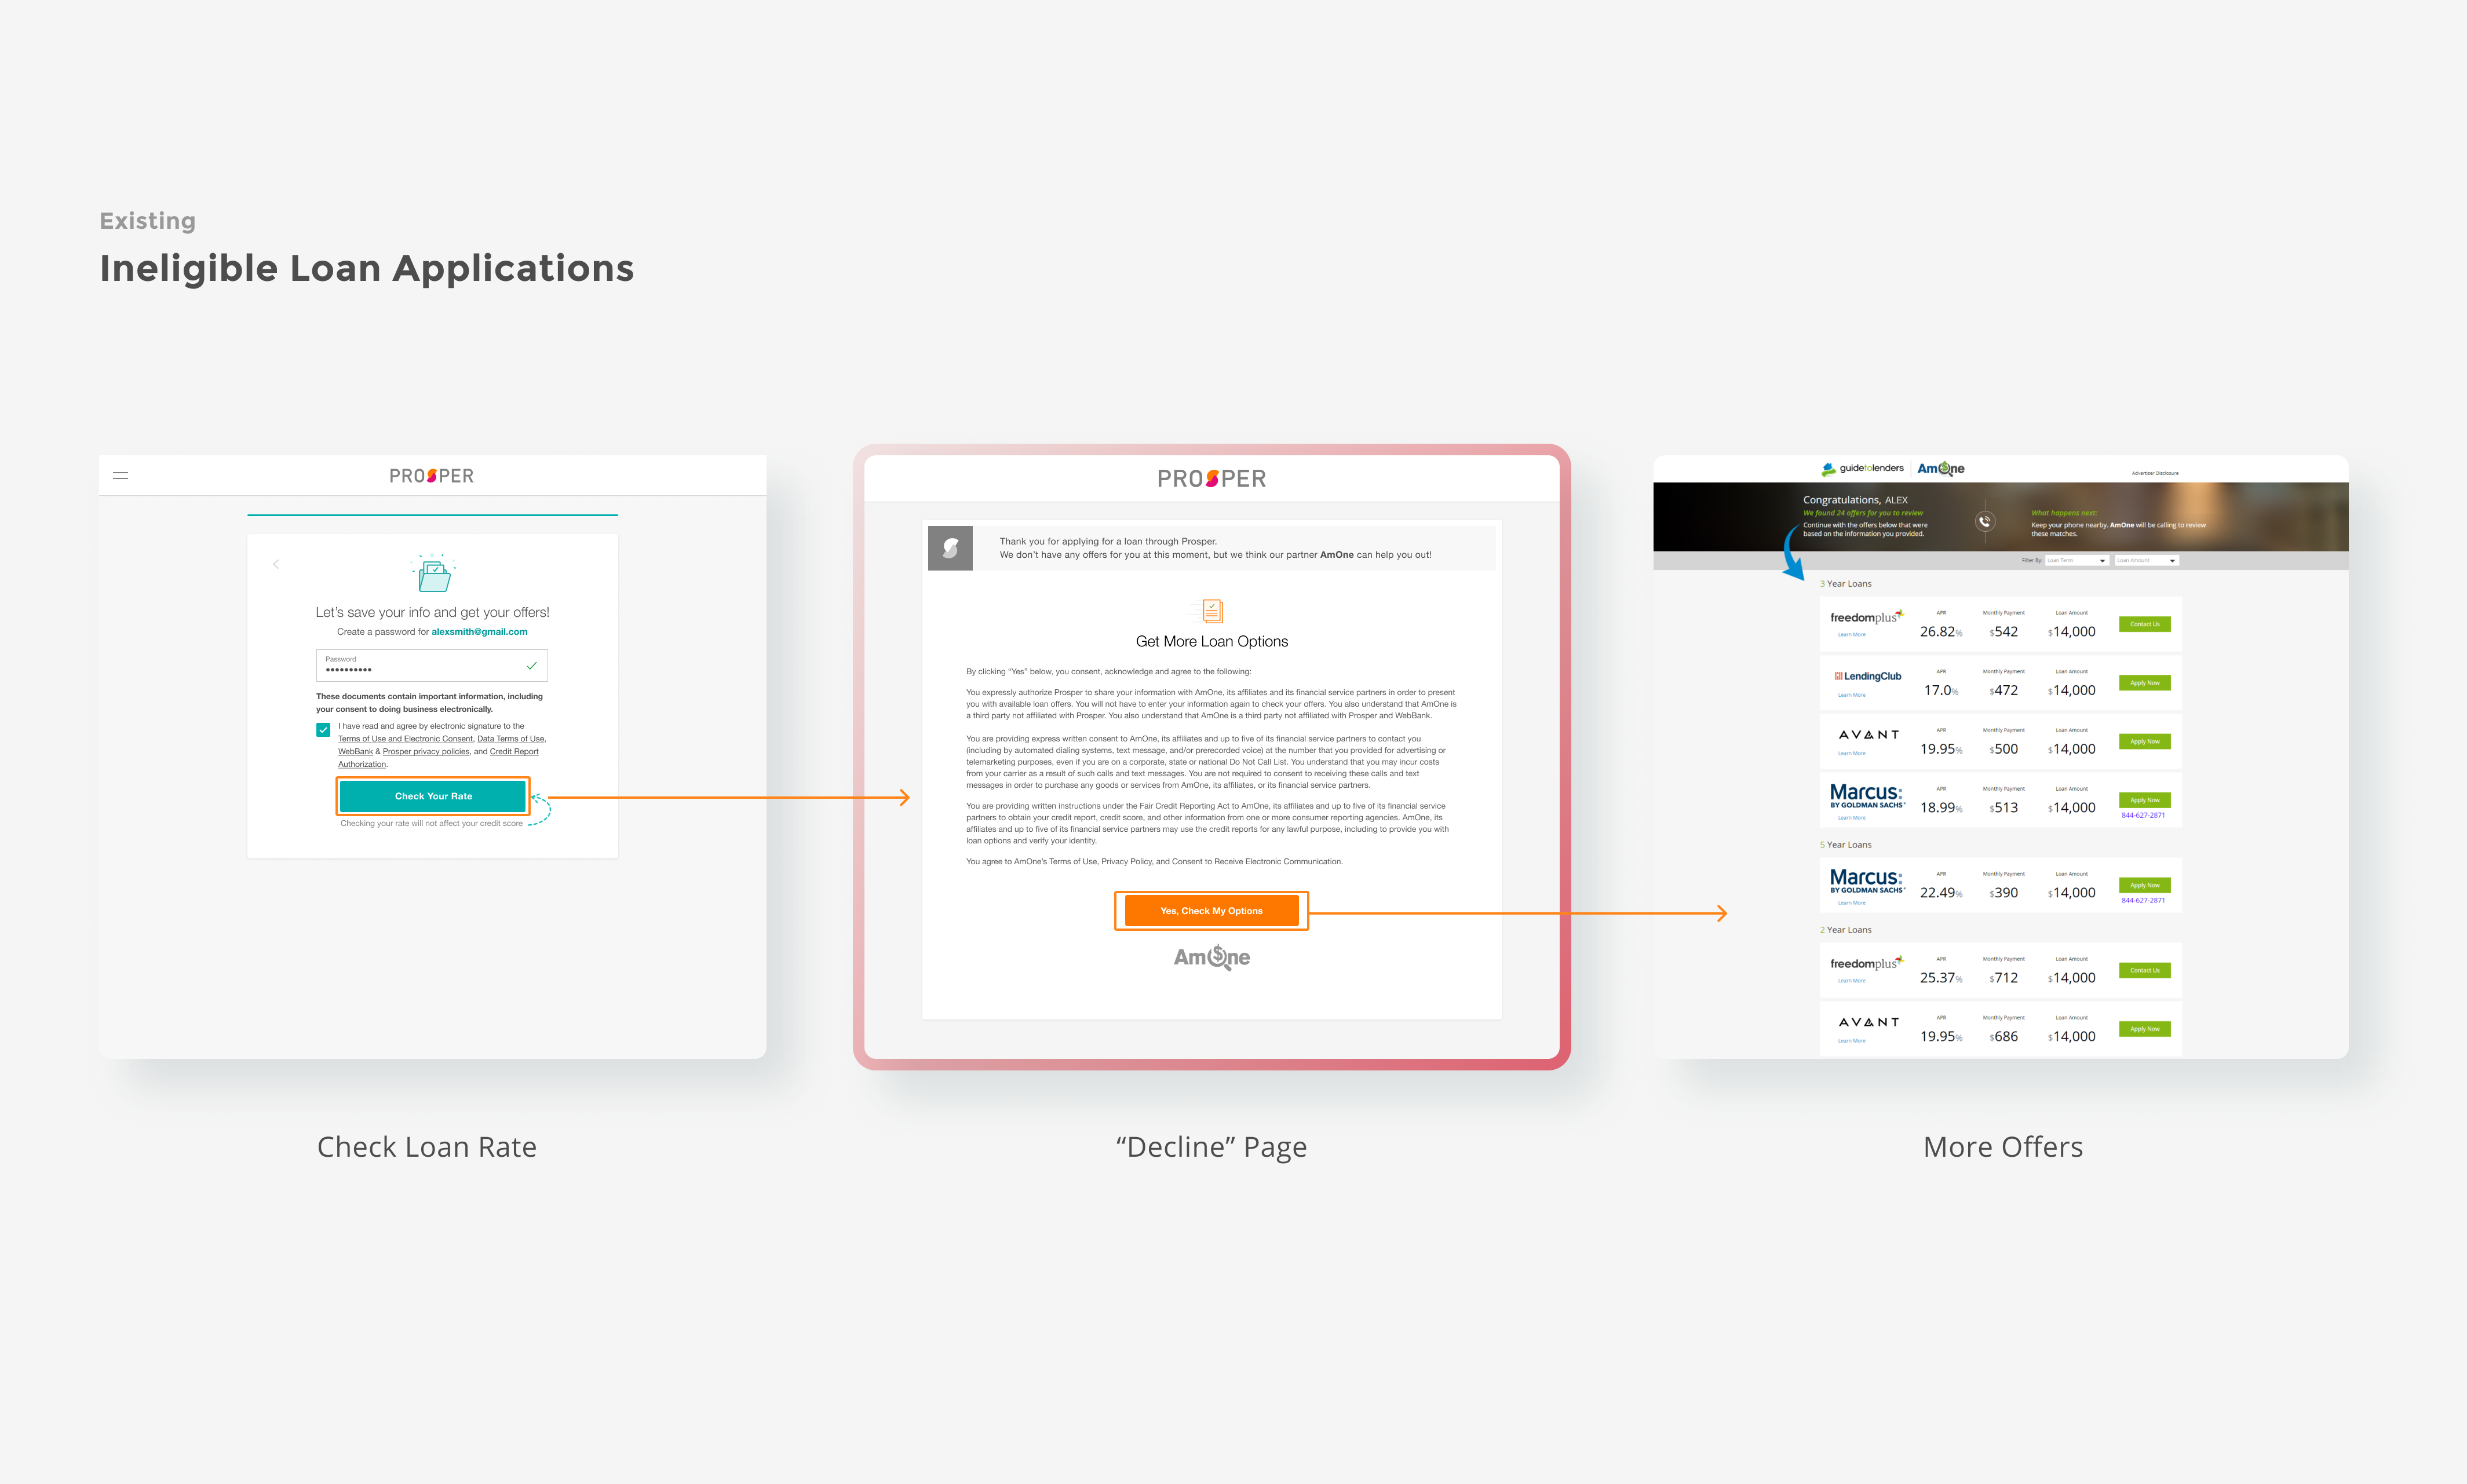 Existing
Ineligible Loan Applications
PROSPER
Let's save your info and get your offers!
Create a password for alexsmith@gmail.com
Password
••••••••••
These documents contain important information, including
your consent to doing business electronically.
I have read and agree by electronic signature to the
Terms of Use and Electronic Consent, Data Terms of Use,
WebBank & Prosper privacy policies, and Credit Report
Authorization.
Check Your Rate
Checking your rate will not affect your credit score
Check Loan Rate
PROSPER
Thank you for applying for a loan through Prosper.
We don't have any offers for you at this moment, but we think our partner AmOne can help you out!
Get More Loan Options
By clicking “Yes” below, you consent, acknowledge and agree to the following:
You expressly authorize Prosper to share your information with AmOne, its affiliates and its financial service partners in order to present
you with available loan offers. You will not have to enter your information again to check your offers. You also understand that AmOne is
a third party not affiliated with Prosper. You also understand that AmOne is a third party not affiliated with Prosper and WebBank.
You are providing express written consent to AmOne, its affiliates and up to five of its financial service partners to contact you
(including by automated dialing systems, text message, and/or prerecorded voice) at the number that you provided for advertising or
telemarketing purposes, even if you are on a corporate, state or national Do Not Call List. You understand that you may incur costs
from your carrier as a result of such calls and text messages. You are not required to consent to receiving these calls and text
messages in order to purchase any goods or services from AmOne, its affiliates, or its financial service partners.
You are providing written instructions under the Fair Credit Reporting Act to AmOne, its affiliates and up to five of its financial service
partners to obtain your credit report, credit score, and other information from one or more consumer reporting agencies. AmOne, its
affiliates and up to five of its financial service partners may use the credit reports for any lawful purpose, including to provide you with
loan options and verify your identity.
You agree to AmOne's Terms of Use, Privacy Policy, and Consent to Receive Electronic Communication.
Yes, Check My Options
AmOne
“Decline” Page
guidetolenders AmOne
Advertiser Disclosure
Congratulations, ALEX
We found 24 offers for you to review
Continue with the offers below that were
based on the information you provided.
What happens next:
Keep your phone nearby. AmOne will be calling to review
these matches.
Filter By: Loan Term Loan Amount
3 Year Loans
freedomplus APR Monthly Payment Loan Amount Contact Us
Learn More 26.82% $542 $14,000
LendingClub APR Monthly Payment Loan Amount Apply Now
Learn More 17.0% $472 $14,000
AVANT APR Monthly Payment Loan Amount Apply Now
Learn More 19.95% $500 $14,000
Marcus: APR Monthly Payment Loan Amount Apply Now
BY GOLDMAN SACHS® 18.99% $513 $14,000 844-627-2871
Learn More
5 Year Loans
Marcus: APR Monthly Payment Loan Amount Apply Now
BY GOLDMAN SACHS® 22.49% $390 $14,000 844-627-2871
Learn More
2 Year Loans
freedomplus APR Monthly Payment Loan Amount Contact Us
Learn More 25.37% $712 $14,000
AVANT APR Monthly Payment Loan Amount Apply Now
Learn More 19.95% $686 $14,000
More Offers